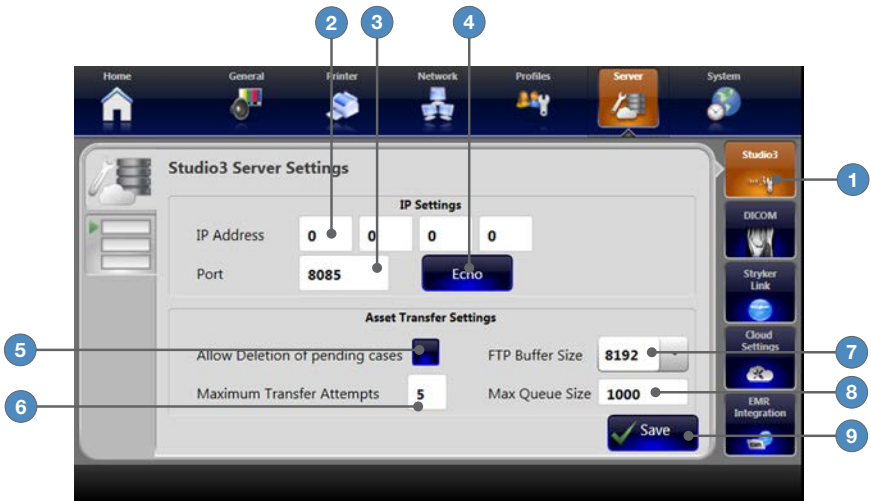 2 3 4
Home General Printer Network Profiles Server System
Studio3
1
Studio3 Server Settings
IP Settings
DICOM
IP Address 0 0 0 0
Port 8085 Echo
Stryker
Link
Asset Transfer Settings
5 Allow Deletion of pending cases FTP Buffer Size 8192 7
Cloud
Settings
6 Maximum Transfer Attempts 5 Max Queue Size 1000 8
EMR
Integration
Save 9